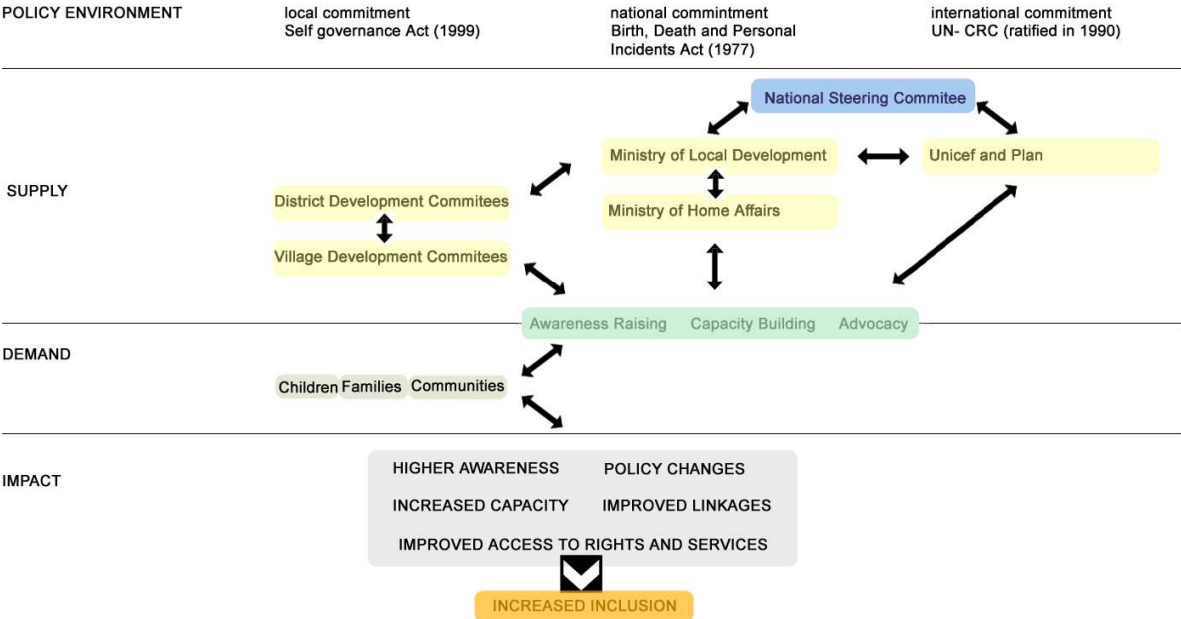 POLICY ENVIRONMENT
local commitment
Self governance Act (1999)
national commintment
Birth, Death and Personal
Incidents Act (1977)
international commitment
UN- CRC (ratified in 1990)
National Steering Commitee
Ministry of Local Development
Unicef and Plan
SUPPLY
District Development Commitees
Ministry of Home Affairs
Village Development Commitees
Awareness Raising Capacity Building Advocacy
DEMAND
Children Families Communities
IMPACT
HIGHER AWARENESS POLICY CHANGES
INCREASED CAPACITY IMPROVED LINKAGES
IMPROVED ACCESS TO RIGHTS AND SERVICES
INCREASED INCLUSION